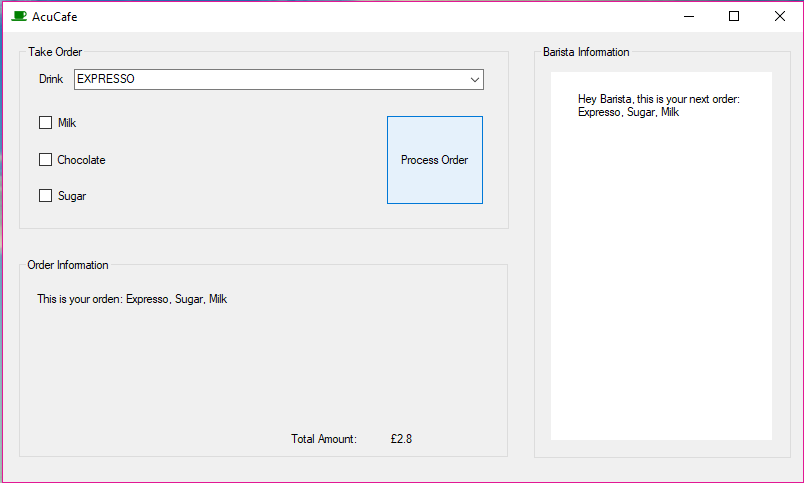 AcuCafe
Take Order
Drink
EXPRESSO
Milk
Chocolate
Sugar
Process Order
Order Information
This is your orden: Expresso, Sugar, Milk
Total Amount:
£2.8
Barista Information
Hey Barista, this is your next order:
Expresso, Sugar, Milk